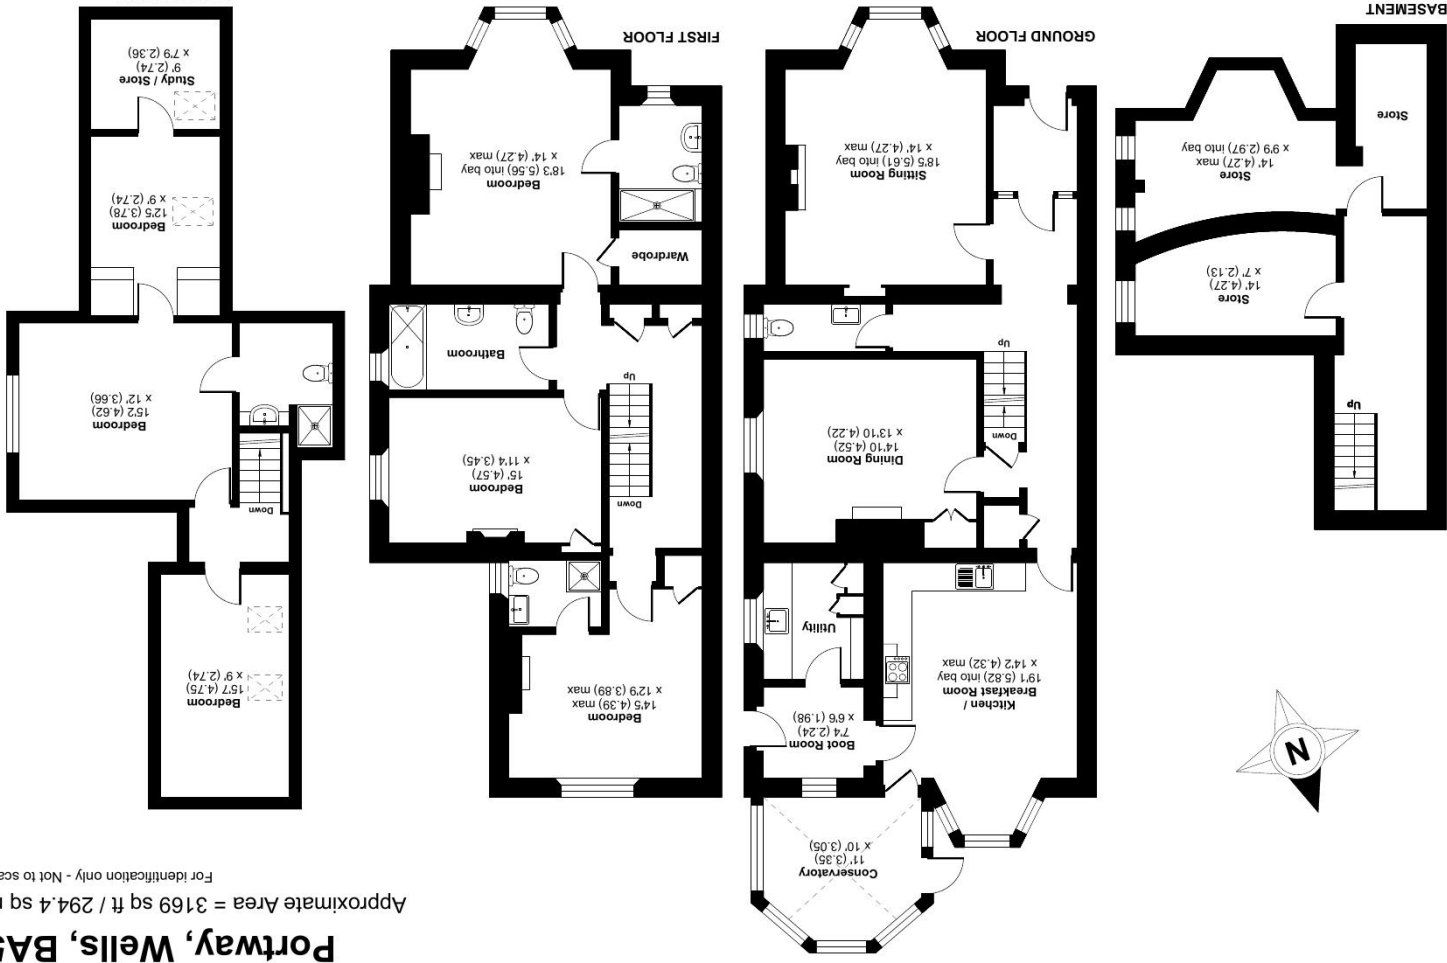 Portway, Wells, BA5
Approximate Area = 3169 sq ft / 294.4 sq
For identification only - Not to sca
N
Up
Store
14' (4.27)
x 7' (2.13)
Store
14' (4.27) max
x 9'9 (2.97) into bay
Store
BASEMENT
Conservatory
11' (3.35)
x 10' (3.05)
Kitchen /
Breakfast Room
19'1 (5.82) into bay
x 14'2 (4.32) max
Boot Room
7'4 (2.24)
x 6'6 (1.98)
Utility
Dining Room
14'10 (4.52)
x 13'10 (4.22)
Down
Up
Sitting Room
18'5 (5.61) into bay
x 14' (4.27) max
GROUND FLOOR
Bedroom
14'5 (4.39) max
x 12'9 (3.89) max
Down
Bedroom
15' (4.57)
x 11'4 (3.45)
Up
Bathroom
Wardrobe
Bedroom
18'3 (5.56) into bay
x 14' (4.27) max
FIRST FLOOR
Bedroom
15'7 (4.75)
x 9' (2.74)
Down
Bedroom
15'2 (4.62)
x 12' (3.66)
Bedroom
12'5 (3.78)
x 9' (2.74)
Study / Store
9' (2.74)
x 7'9 (2.36)